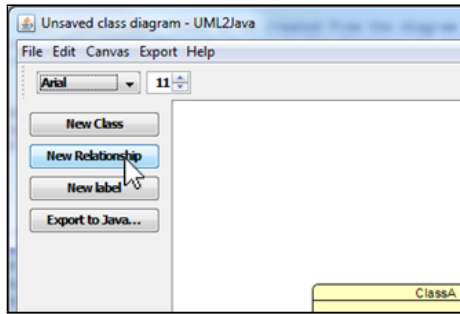 Unsaved class diagram - UML2Java
File Edit Canvas Export Help
Arial 11
New Class
New Relationship
New label
Export to Java...
ClassA